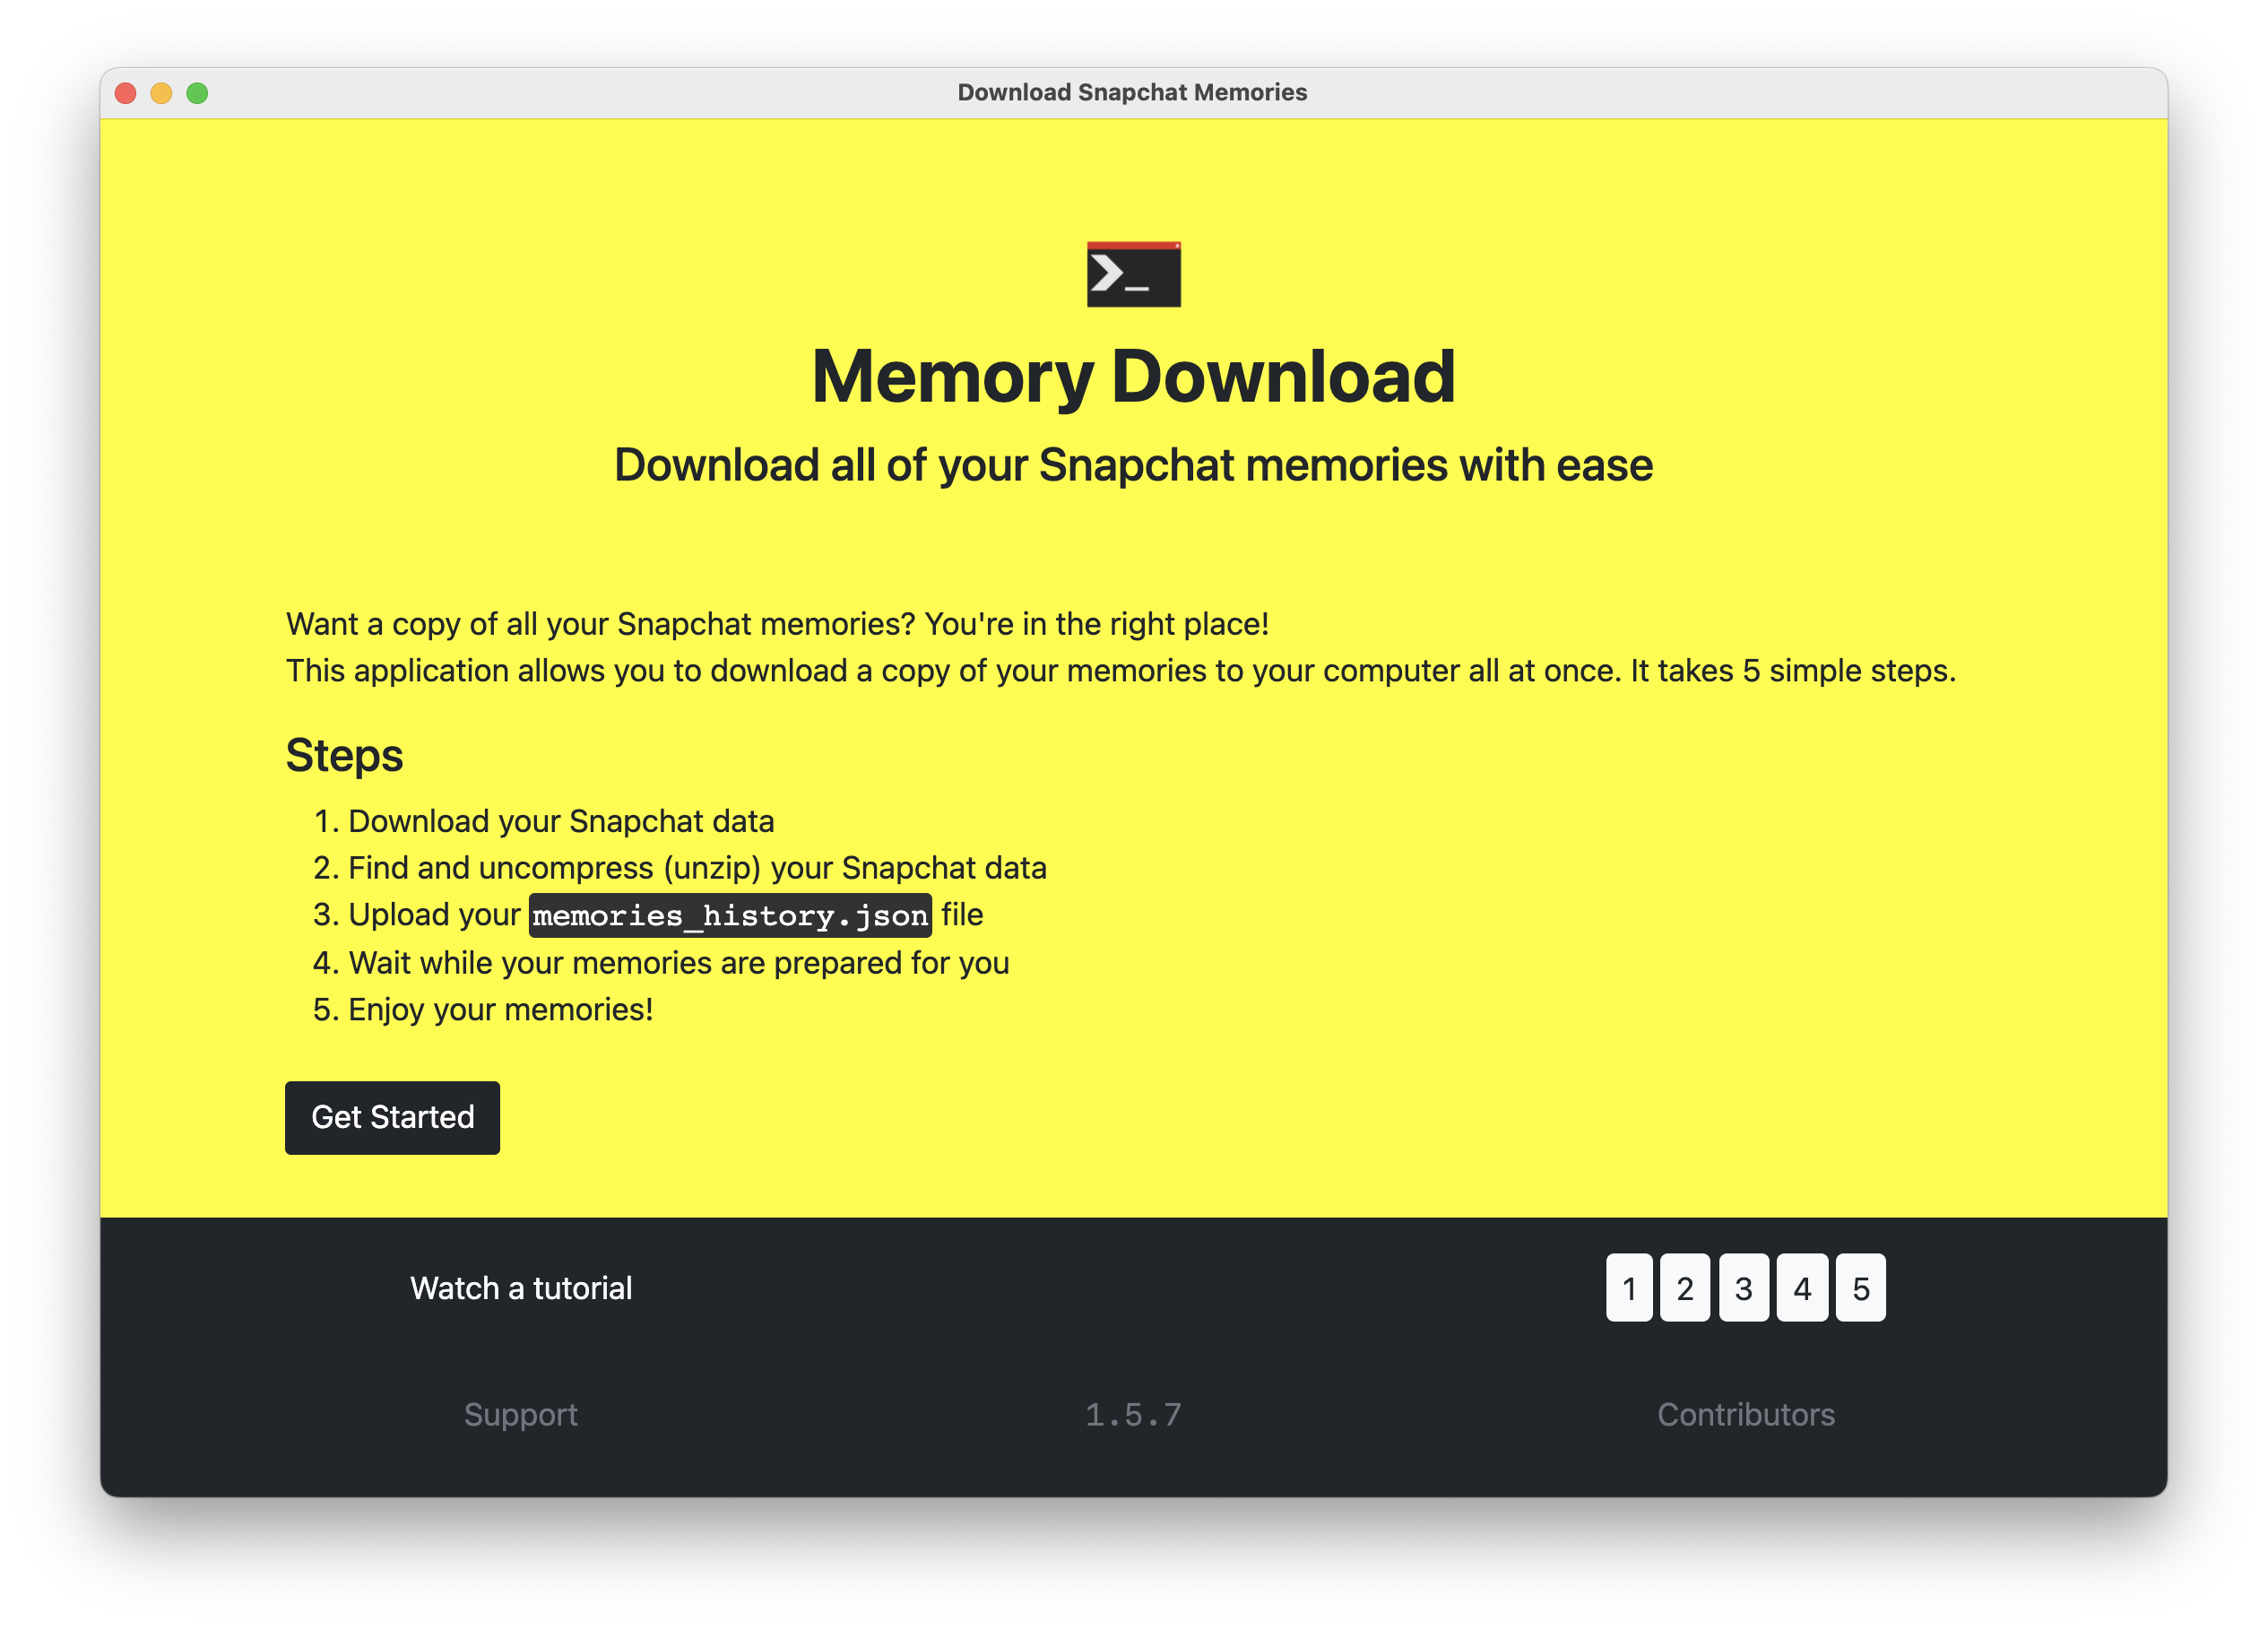 Download Snapchat Memories
>_
Memory Download
Download all of your Snapchat memories with ease
Want a copy of all your Snapchat memories? You're in the right place!
This application allows you to download a copy of your memories to your computer all at once. It takes 5 simple steps.
Steps
1. Download your Snapchat data
2. Find and uncompress (unzip) your Snapchat data
3. Upload your memories_history.json file
4. Wait while your memories are prepared for you
5. Enjoy your memories!
Get Started
Watch a tutorial
1 2 3 4 5
Support
1.5.7
Contributors